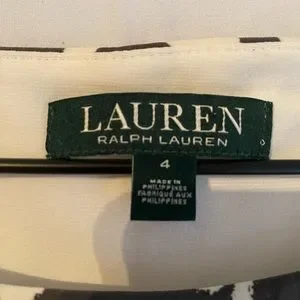 LAUREN
RALPH LAUREN
4
MADE IN
PHILIPPINES
FABRIQUÉ AUX
PHILIPPINES